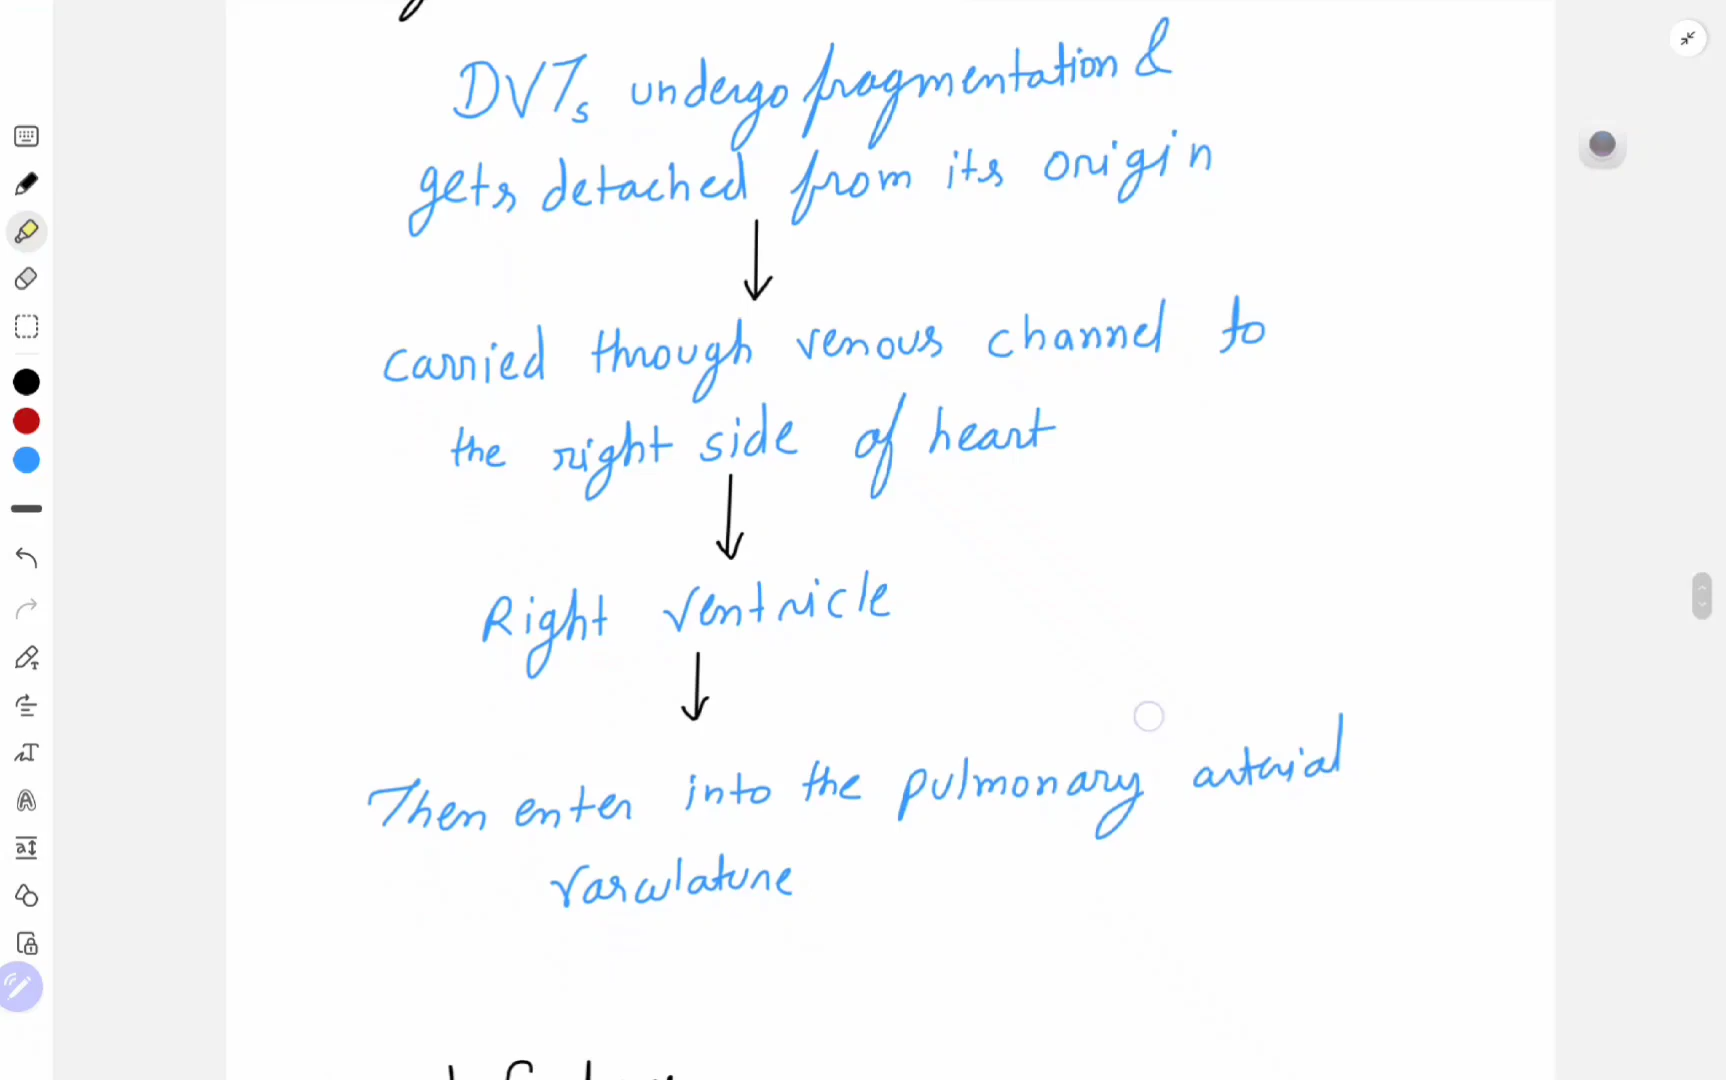 DVTs undergo fragmentation &
gets detached from its origin
carried through venous channel to
the right side of heart
Right ventricle
Then enter into the pulmonary arterial
vasculature